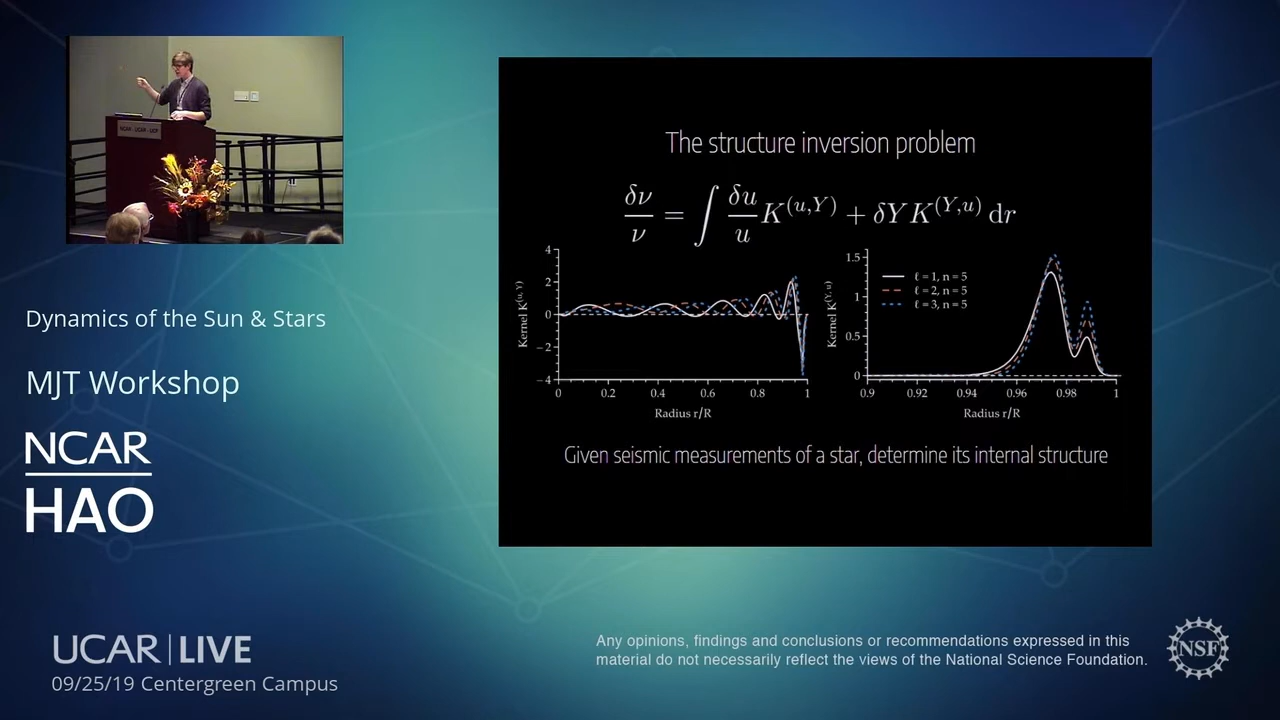 NCAR · UCAR · UCP
Dynamics of the Sun & Stars
MJT Workshop
NCAR
HAO
UCAR | LIVE
09/25/19 Centergreen Campus
The structure inversion problem
δν/ν = ∫ δu/u K^(u,Y) + δY K^(Y,u) dr
Kernel K^(u,Y)
4
2
0
−2
−4
0 0.2 0.4 0.6 0.8 1
Radius r/R
Kernel K^(Y,u)
1.5
1
0.5
0
ℓ = 1, n = 5
ℓ = 2, n = 5
ℓ = 3, n = 5
0.9 0.92 0.94 0.96 0.98 1
Radius r/R
Given seismic measurements of a star, determine its internal structure
Any opinions, findings and conclusions or recommendations expressed in this
material do not necessarily reflect the views of the National Science Foundation.
NSF